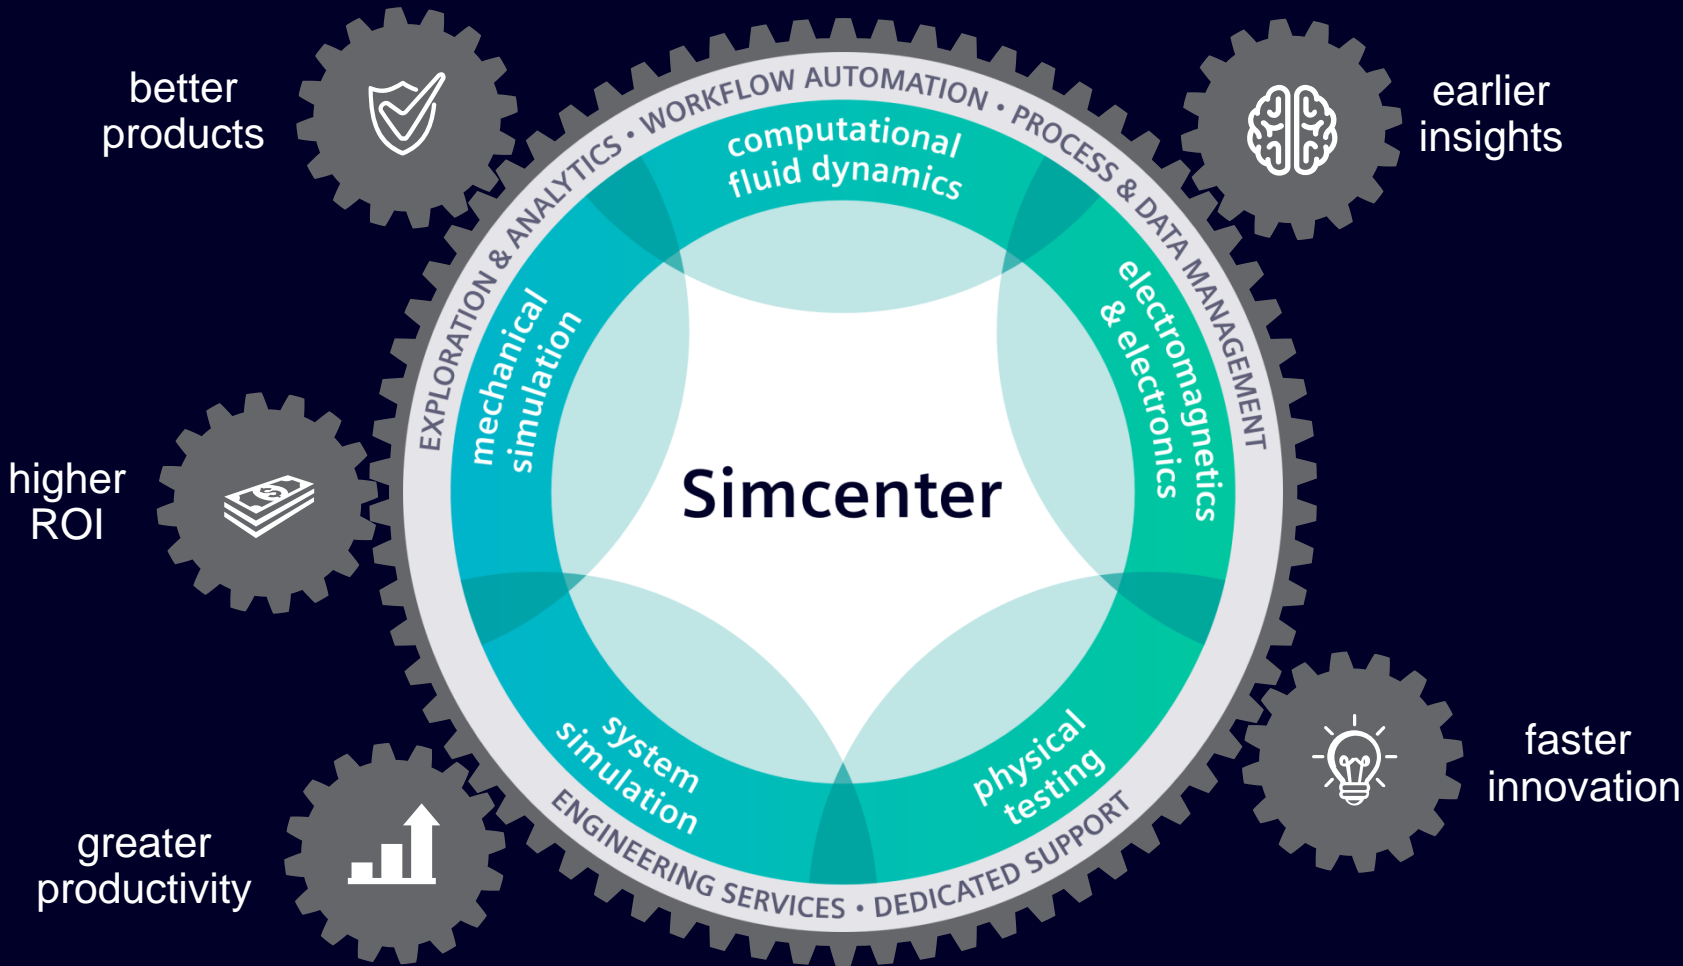 better
products
earlier
insights
EXPLORATION & ANALYTICS • WORKFLOW AUTOMATION • PROCESS & DATA MANAGEMENT
computational
fluid dynamics
mechanical
simulation
electromagnetics
& electronics
Simcenter
higher
ROI
system
simulation
physical
testing
ENGINEERING SERVICES • DEDICATED SUPPORT
faster
innovation
greater
productivity